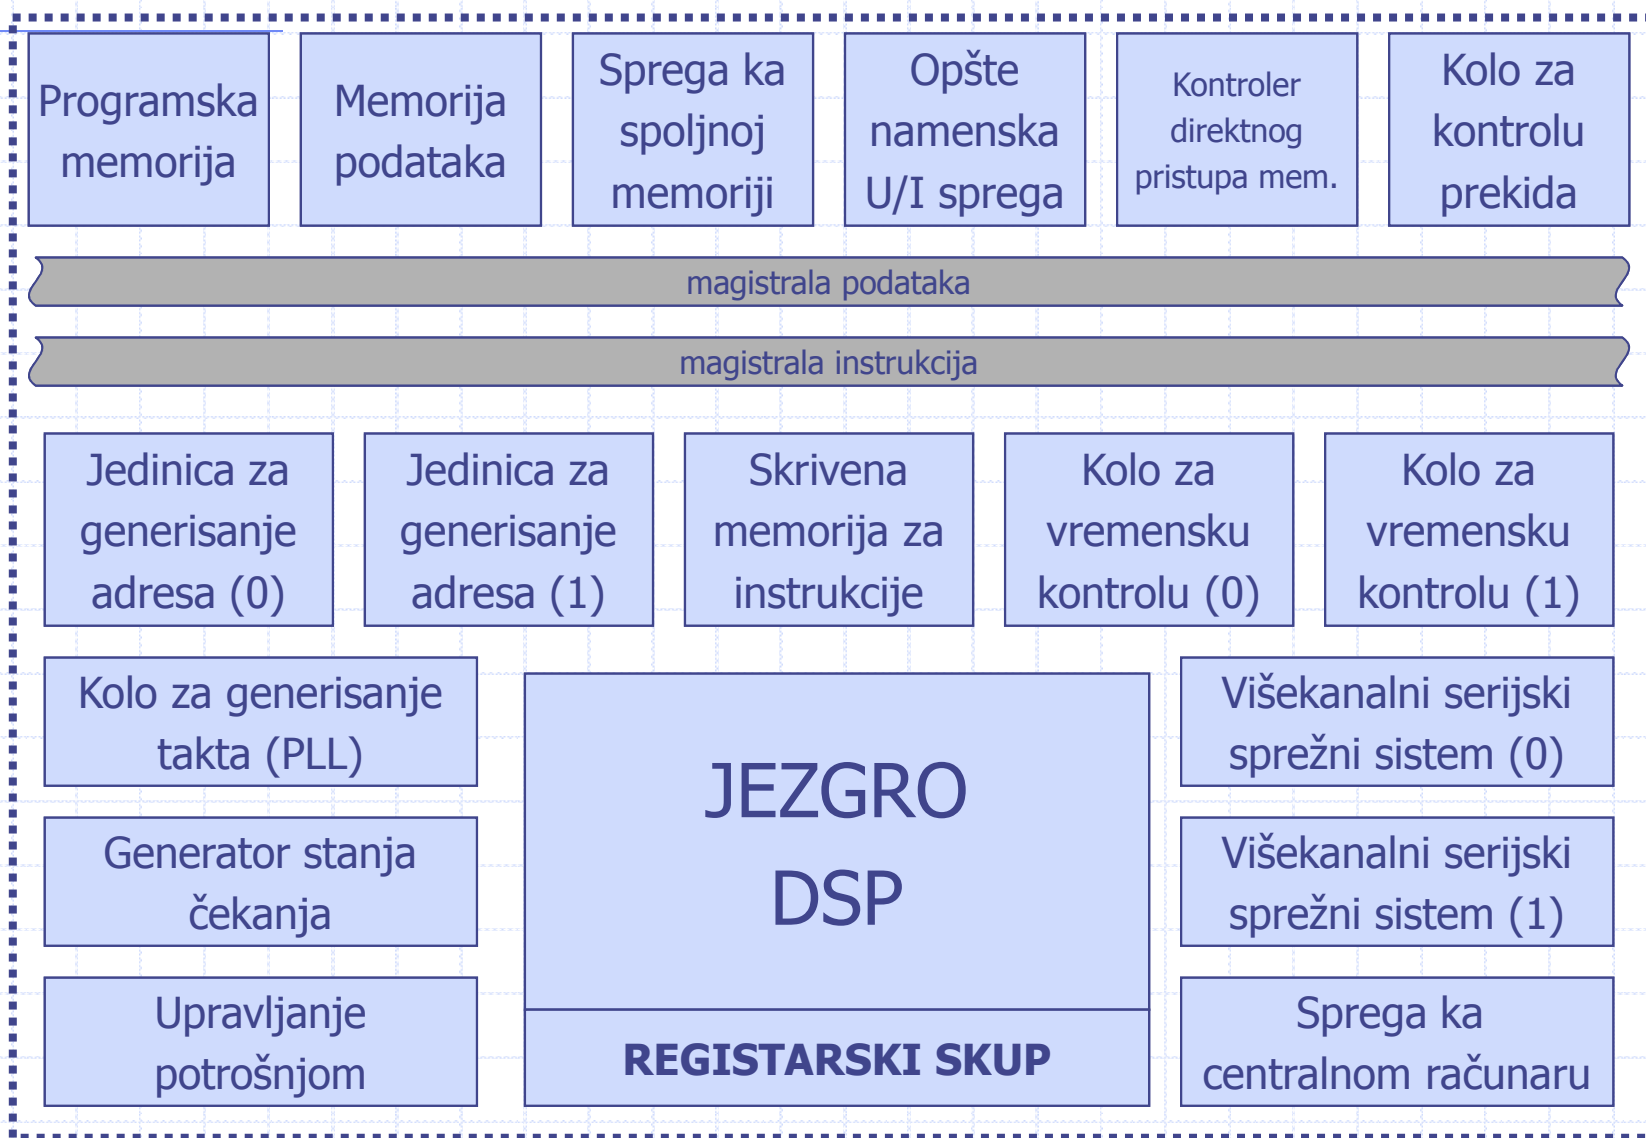 Programska
memorija
Memorija
podataka
Sprega ka
spoljnoj
memoriji
Opšte
namenska
U/I sprega
Kontroler
direktnog
pristupa mem.
Kolo za
kontrolu
prekida
magistrala podataka
magistrala instrukcija
Jedinica za
generisanje
adresa (0)
Jedinica za
generisanje
adresa (1)
Skrivena
memorija za
instrukcije
Kolo za
vremensku
kontrolu (0)
Kolo za
vremensku
kontrolu (1)
Kolo za generisanje
takta (PLL)
Generator stanja
čekanja
Upravljanje
potrošnjom
JEZGRO
DSP
REGISTARSKI SKUP
Višekanalni serijski
sprežni sistem (0)
Višekanalni serijski
sprežni sistem (1)
Sprega ka
centralnom računaru